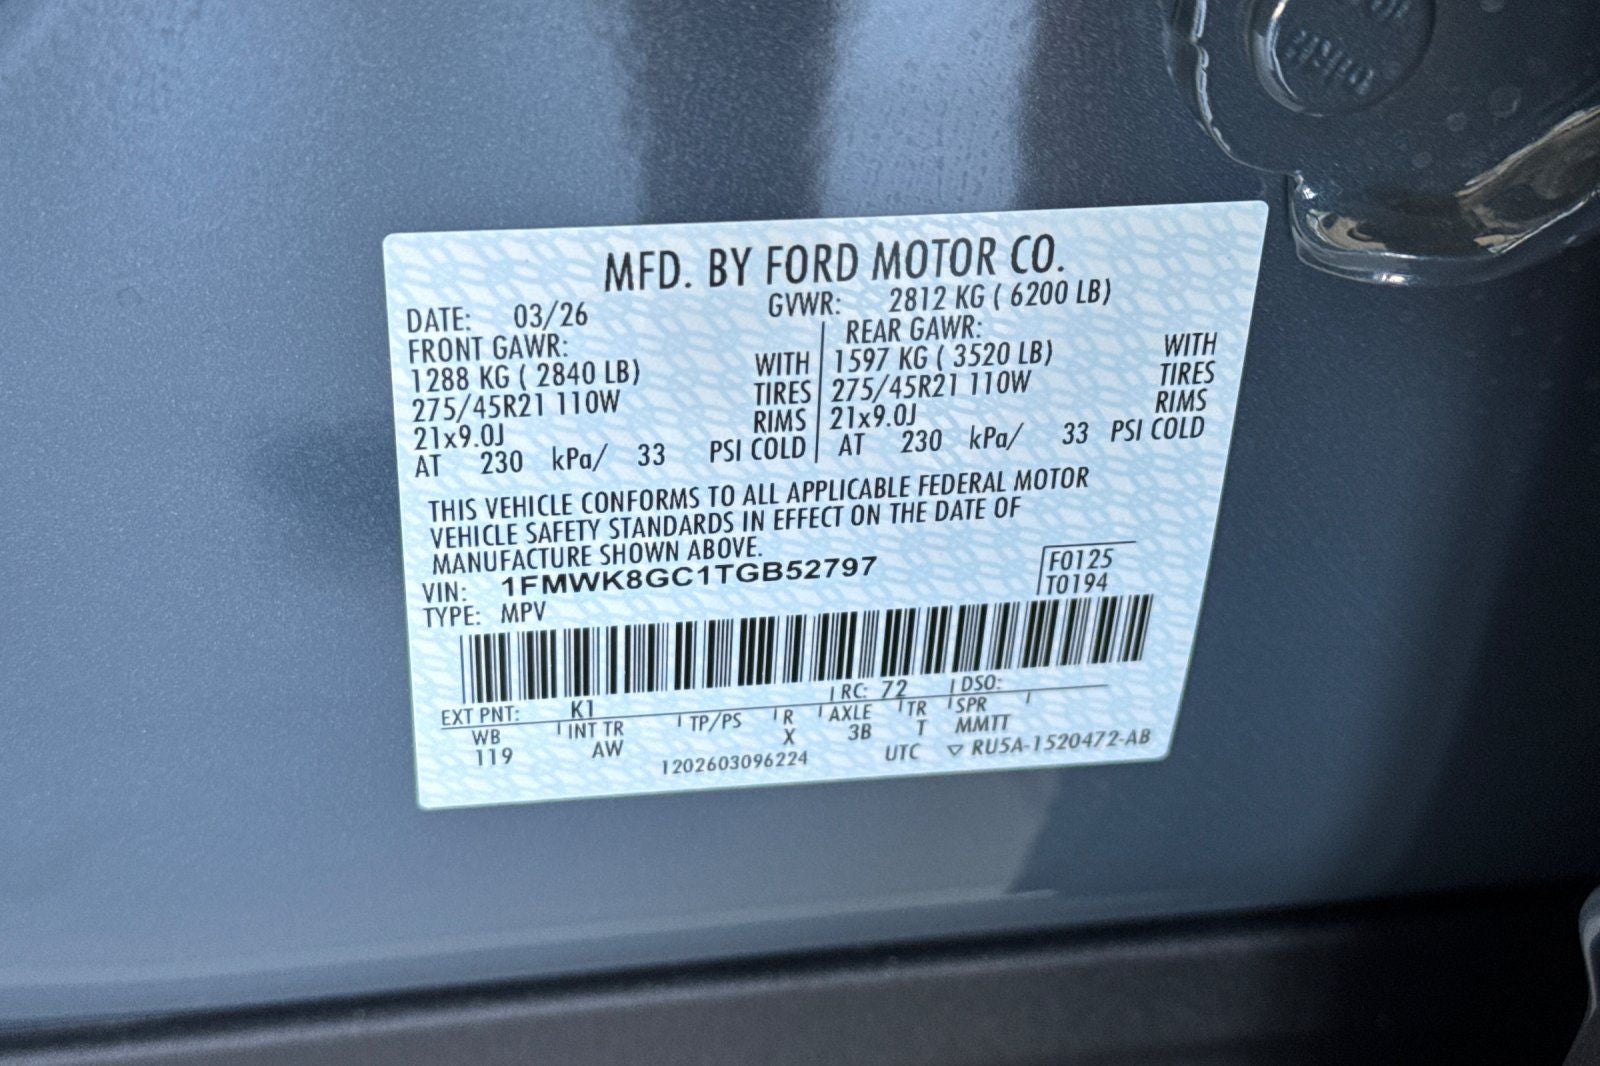 MFD. BY FORD MOTOR CO.
DATE: 03/26 GVWR: 2812 KG ( 6200 LB)
FRONT GAWR: REAR GAWR:
1288 KG ( 2840 LB) WITH 1597 KG ( 3520 LB) WITH
275/45R21 110W TIRES 275/45R21 110W TIRES
21x9.0J RIMS 21x9.0J RIMS
AT 230 kPa/ 33 PSI COLD AT 230 kPa/ 33 PSI COLD
THIS VEHICLE CONFORMS TO ALL APPLICABLE FEDERAL MOTOR
VEHICLE SAFETY STANDARDS IN EFFECT ON THE DATE OF
MANUFACTURE SHOWN ABOVE.
VIN: 1FMWK8GC1TGB52797 F0125
TYPE: MPV T0194
EXT PNT: K1 RC: 72 DSO:
WB INT TR TP/PS R AXLE TR SPR
119 AW X 3B T MMTT
1202603096224 UTC ▽ RU5A-1520472-AB